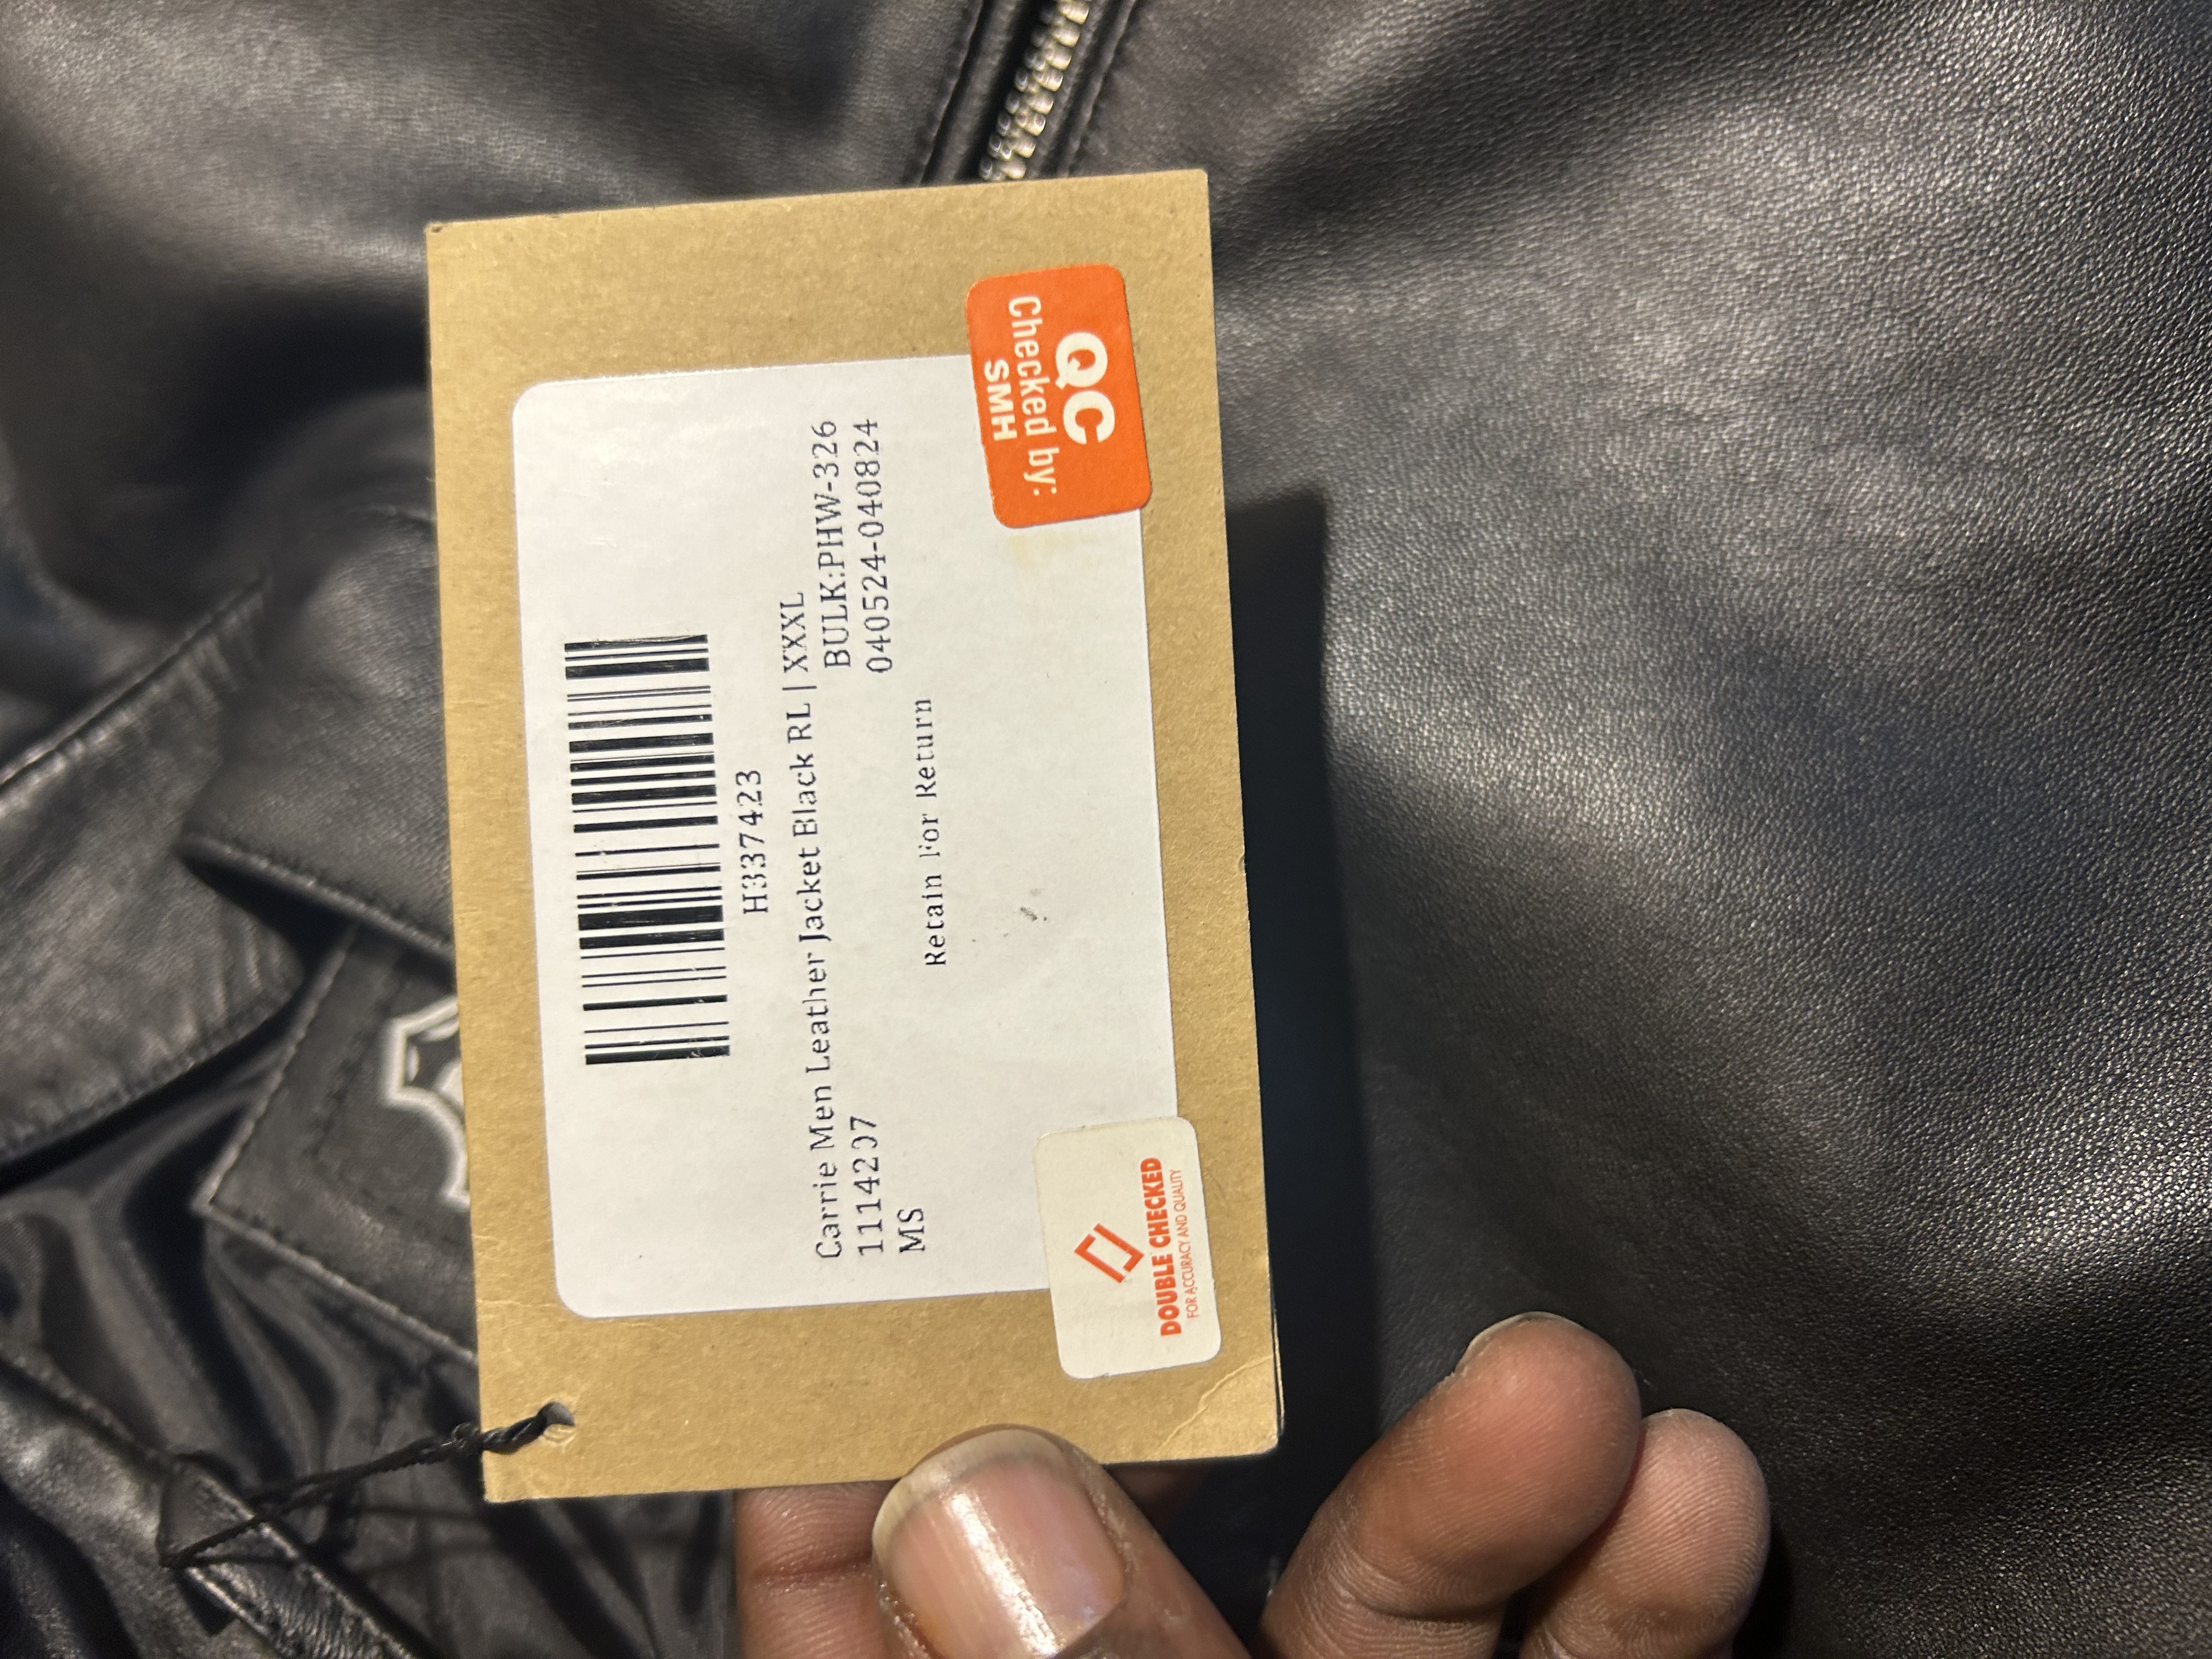 H337423
Carrie Men Leather Jacket Black RL | XXXL
1114207 BULK:PHW-326
MS 040524-040824
Retain For Return
QC
Checked by:
SMH
DOUBLE CHECKED
FOR ACCURACY AND QUALITY